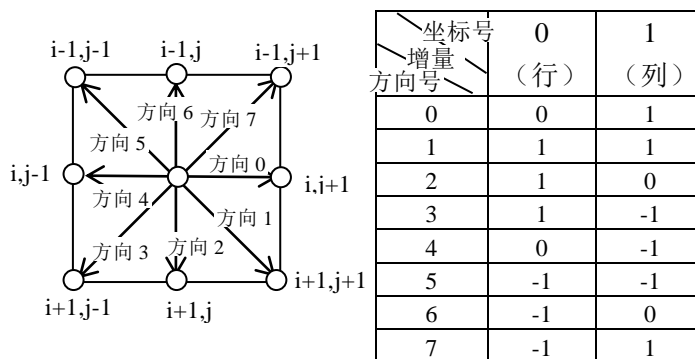 i-1,j-1
i-1,j
i-1,j+1
方向 6
方向 7
方向 5
方向 0
i,j-1
i,j+1
方向 4
方向 1
方向 3
方向 2
i+1,j-1
i+1,j
i+1,j+1
坐标号
增量
方向号
0
（行）
1
（列）
0 0 1
1 1 1
2 1 0
3 1 -1
4 0 -1
5 -1 -1
6 -1 0
7 -1 1